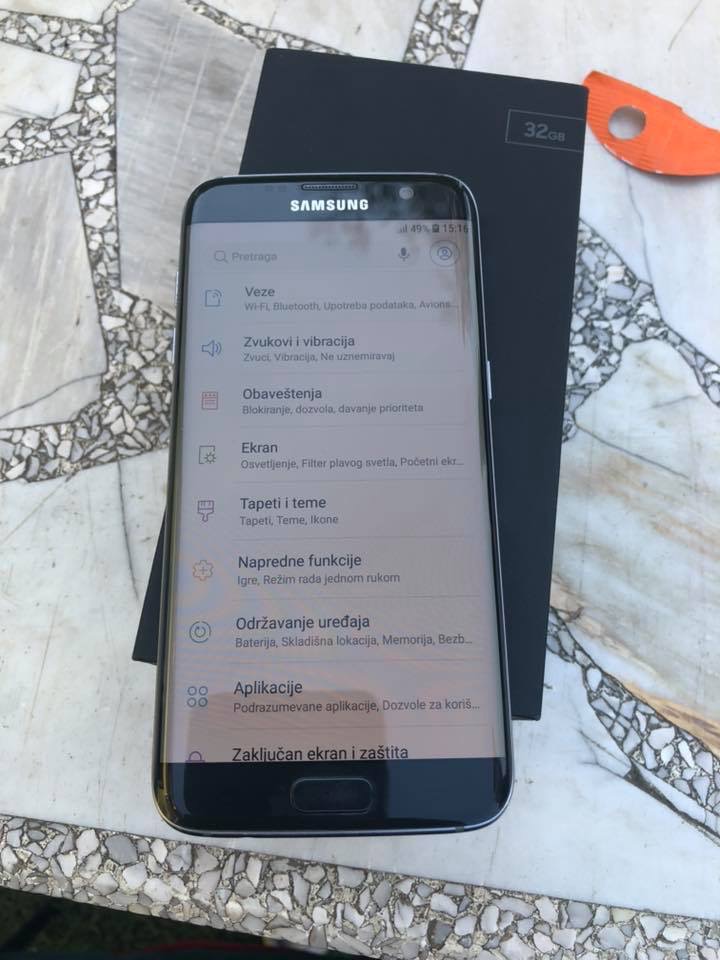 32GB
SAMSUNG
49% 15:16
Pretraga
Veze
Wi-Fi, Bluetooth, Upotreba podataka, Avions...
Zvukovi i vibracija
Zvuci, Vibracija, Ne uznemiravaj
Obaveštenja
Blokiranje, dozvola, davanje prioriteta
Ekran
Osvetljenje, Filter plavog svetla, Početni ekr...
Tapeti i teme
Tapeti, Teme, Ikone
Napredne funkcije
Igre, Režim rada jednom rukom
Održavanje uređaja
Baterija, Skladišna lokacija, Memorija, Bezb...
Aplikacije
Podrazumevane aplikacije, Dozvole za koriš...
Zaključan ekran i zaštita